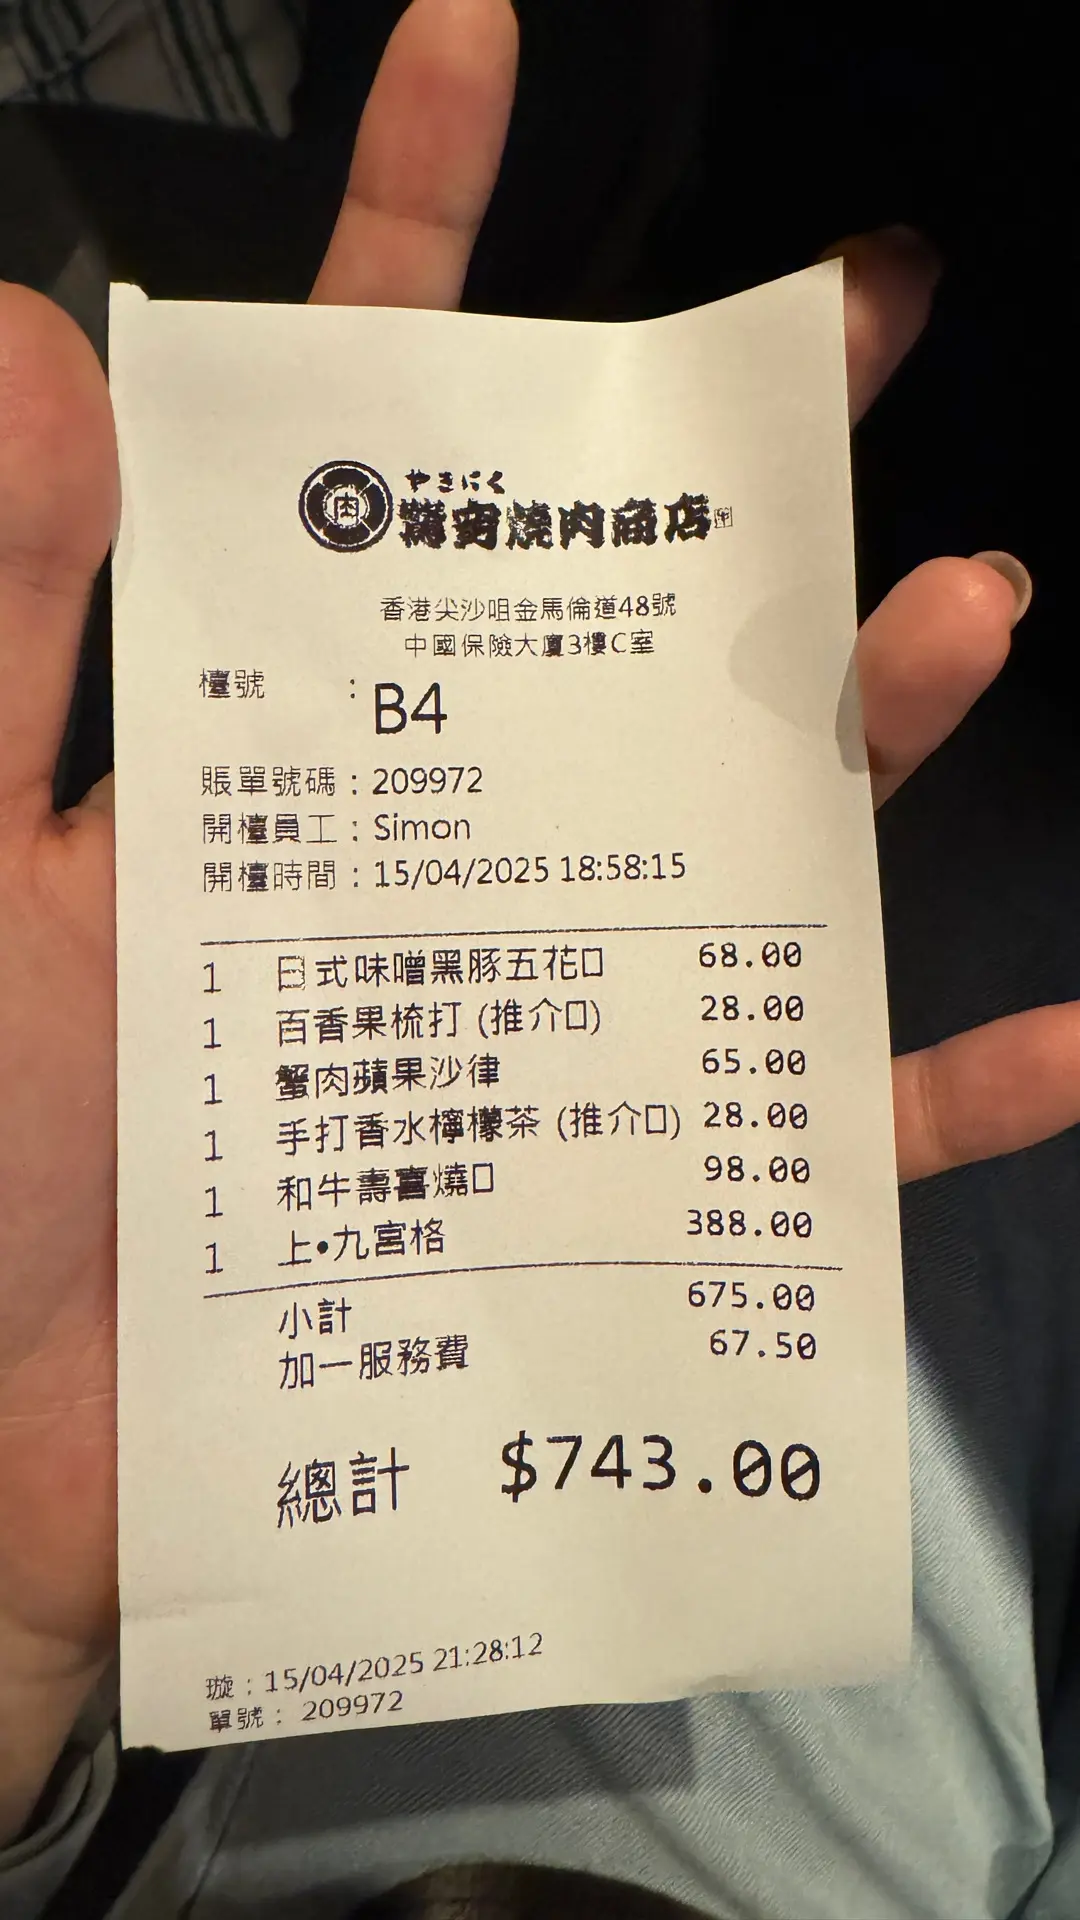 肉
やきにく
燒肉商店
香港尖沙咀金馬倫道48號
中國保險大廈3樓C室
檯號 : B4
賬單號碼 : 209972
開檯員工 : Simon
開檯時間 : 15/04/2025 18:58:15
1 日式味噌黑豚五花口 68.00
1 百香果梳打 (推介口) 28.00
1 蟹肉蘋果沙律 65.00
1 手打香水檸檬茶 (推介口) 28.00
1 和牛壽喜燒口 98.00
1 上•九宮格 388.00
小計 675.00
加一服務費 67.50
總計 $743.00
璇 : 15/04/2025 21:28:12
單號 : 209972